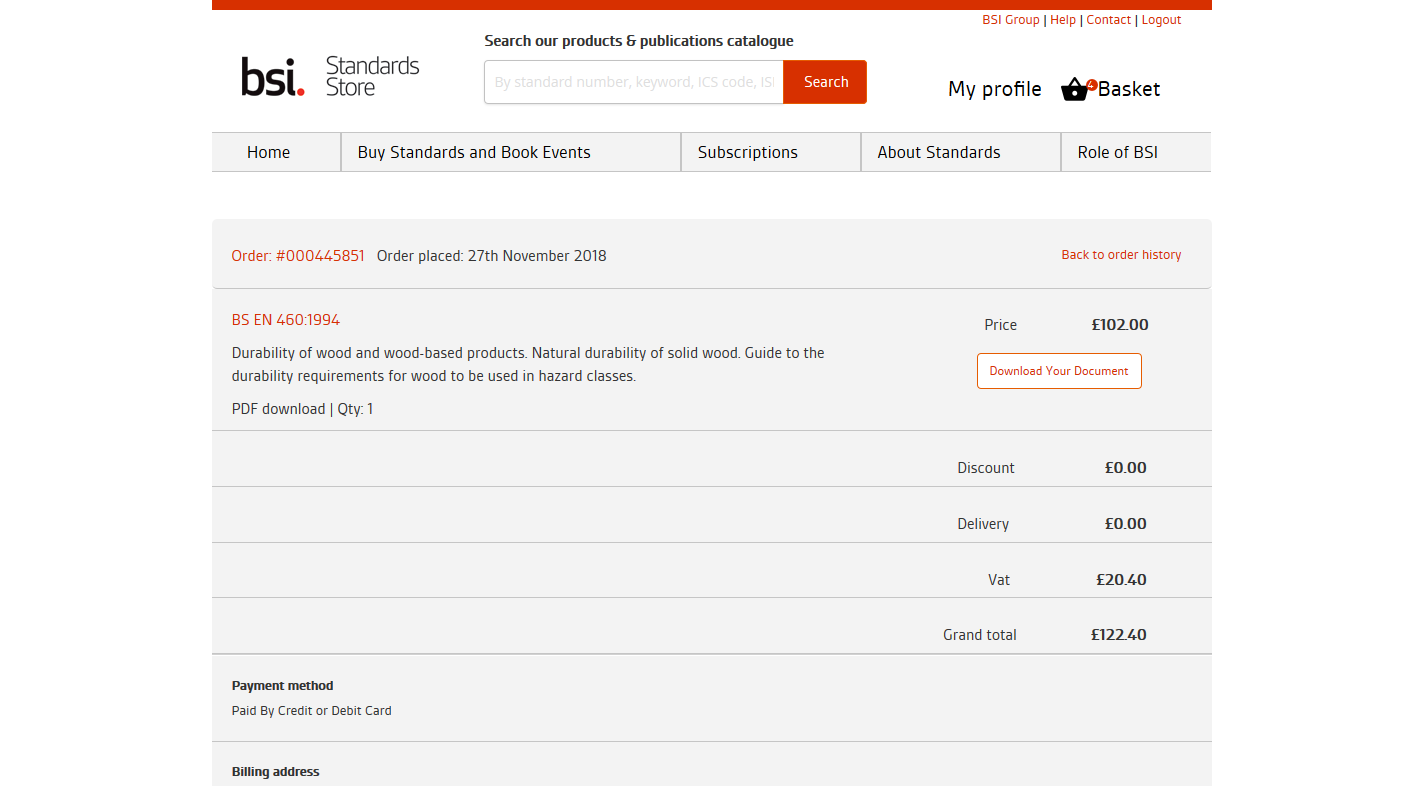 BSI Group | Help | Contact | Logout
Search our products & publications catalogue
bsi. Standards
Store
By standard number, keyword, ICS code, ISI
Search
My profile
4
Basket
Home
Buy Standards and Book Events
Subscriptions
About Standards
Role of BSI
Order: #000445851 Order placed: 27th November 2018
Back to order history
BS EN 460:1994
Price £102.00
Durability of wood and wood-based products. Natural durability of solid wood. Guide to the
durability requirements for wood to be used in hazard classes.
Download Your Document
PDF download | Qty: 1
Discount £0.00
Delivery £0.00
Vat £20.40
Grand total £122.40
Payment method
Paid By Credit or Debit Card
Billing address